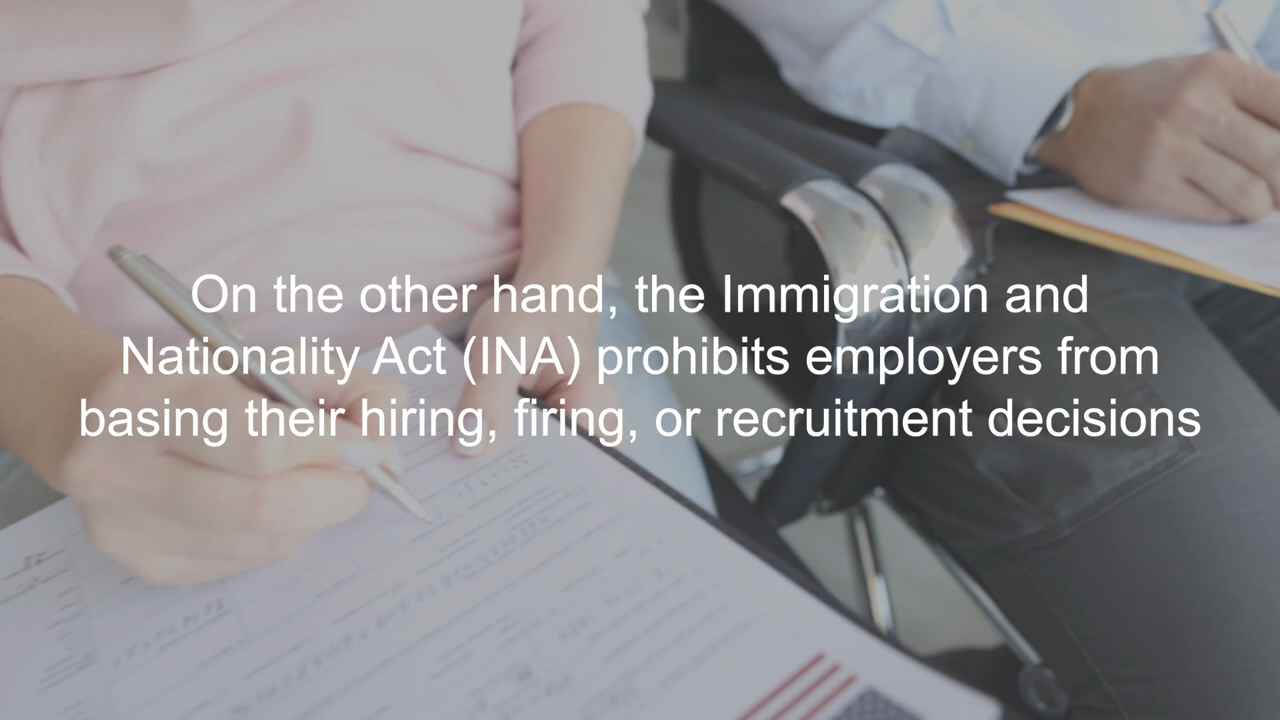 On the other hand, the Immigration and
Nationality Act (INA) prohibits employers from
basing their hiring, firing, or recruitment decisions